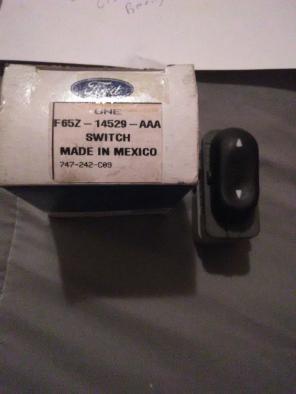 Ford
ONE
F65Z-14529-AAA
SWITCH
MADE IN MEXICO
747-242-C09